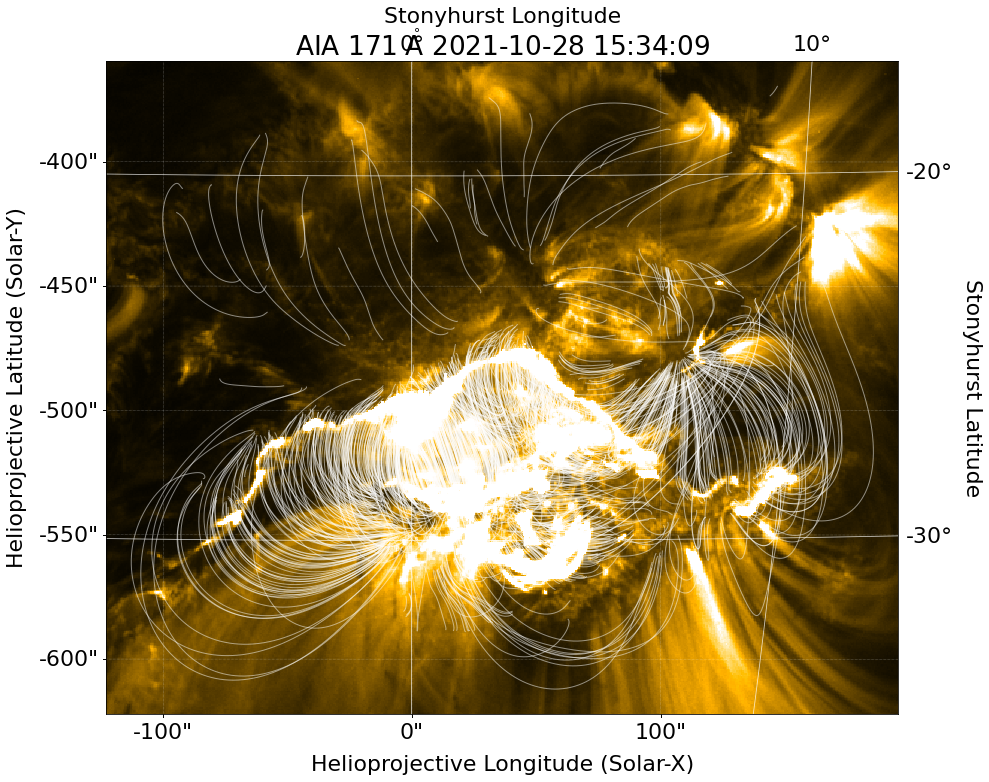 Stonyhurst Longitude
AIA 171 Å 2021-10-28 15:34:09
0°
10°
-400"
-450"
-500"
-550"
-600"
Helioprojective Latitude (Solar-Y)
-20°
-30°
Stonyhurst Latitude
-100"
0"
100"
Helioprojective Longitude (Solar-X)